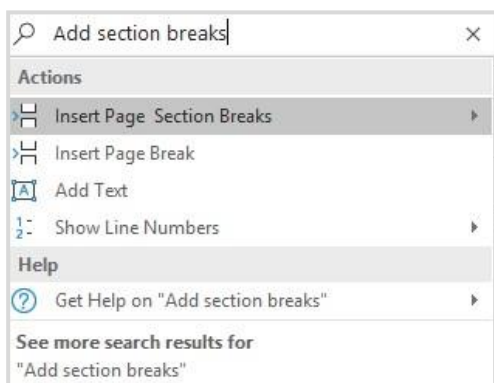 Add section breaks
Actions
Insert Page Section Breaks
Insert Page Break
Add Text
Show Line Numbers
Help
Get Help on "Add section breaks"
See more search results for
"Add section breaks"